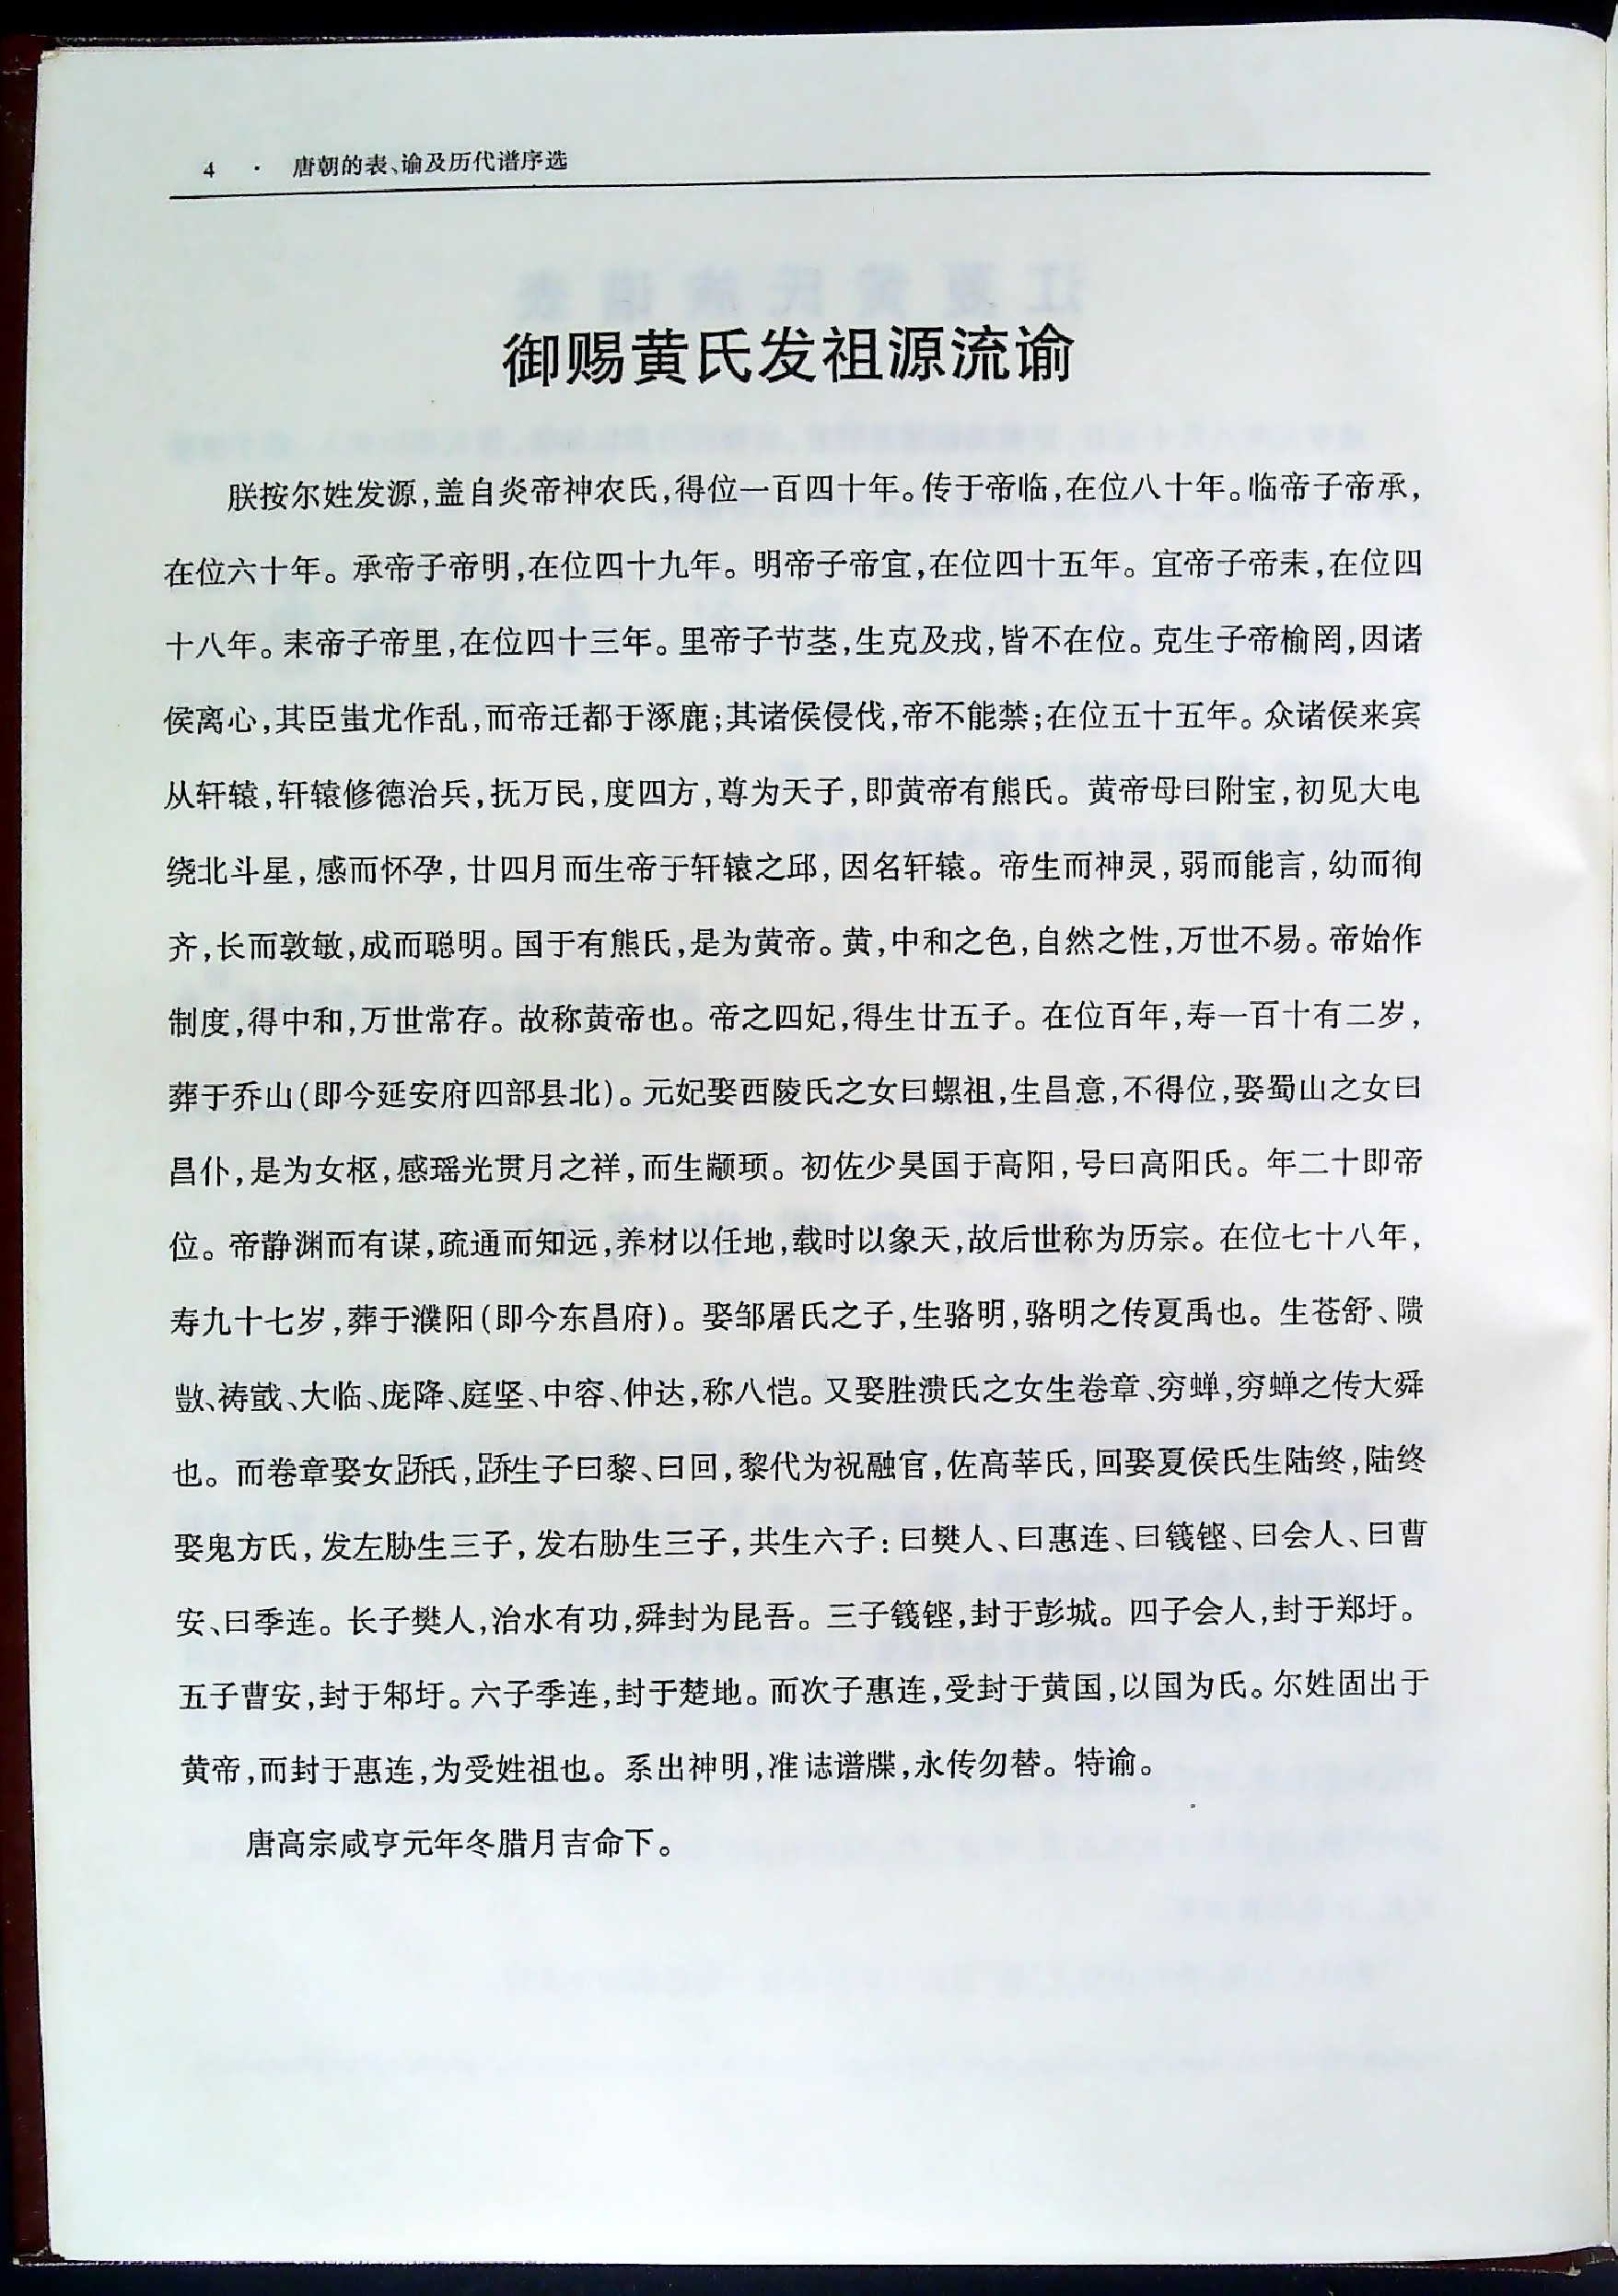 4 · 唐朝的表、谕及历代谱序选
御赐黄氏发祖源流谕
朕按尔姓发源,盖自炎帝神农氏,得位一百四十年。传于帝临,在位八十年。临帝子帝承,
在位六十年。承帝子帝明,在位四十九年。明帝子帝宜,在位四十五年。宜帝子帝耒,在位四
十八年。耒帝子帝里,在位四十三年。里帝子节茎,生克及戎,皆不在位。克生子帝榆罔,因诸
侯离心,其臣蚩尤作乱,而帝迁都于涿鹿;其诸侯侵伐,帝不能禁;在位五十五年。众诸侯来宾
从轩辕,轩辕修德治兵,抚万民,度四方,尊为天子,即黄帝有熊氏。黄帝母曰附宝,初见大电
绕北斗星,感而怀孕,廿四月而生帝于轩辕之邱,因名轩辕。帝生而神灵,弱而能言,幼而徇
齐,长而敦敏,成而聪明。国于有熊氏,是为黄帝。黄,中和之色,自然之性,万世不易。帝始作
制度,得中和,万世常存。故称黄帝也。帝之四妃,得生廿五子。在位百年,寿一百十有二岁,
葬于乔山(即今延安府四部县北)。元妃娶西陵氏之女曰螺祖,生昌意,不得位,娶蜀山之女曰
昌仆,是为女枢,感瑶光贯月之祥,而生颛顼。初佐少昊国于高阳,号曰高阳氏。年二十即帝
位。帝静渊而有谋,疏通而知远,养材以任地,载时以象天,故后世称为历宗。在位七十八年,
寿九十七岁,葬于濮阳(即今东昌府)。娶邹屠氏之子,生骆明,骆明之传夏禹也。生苍舒、隤
敳、祷戭、大临、庞降、庭坚、中容、仲达,称八恺。又娶胜溃氏之女生卷章、穷蝉,穷蝉之传大舜
也。而卷章娶女𫏋氏,𫏋生子曰黎、曰回,黎代为祝融官,佐高莘氏,回娶夏侯氏生陆终,陆终
娶鬼方氏,发左胁生三子,发右胁生三子,共生六子:曰樊人、曰惠连、曰篯铿、曰会人、曰曹
安、曰季连。长子樊人,治水有功,舜封为昆吾。三子篯铿,封于彭城。四子会人,封于郑圩。
五子曹安,封于邾圩。六子季连,封于楚地。而次子惠连,受封于黄国,以国为氏。尔姓固出于
黄帝,而封于惠连,为受姓祖也。系出神明,准誌谱牒,永传勿替。特谕。
唐高宗咸亨元年冬腊月吉命下。